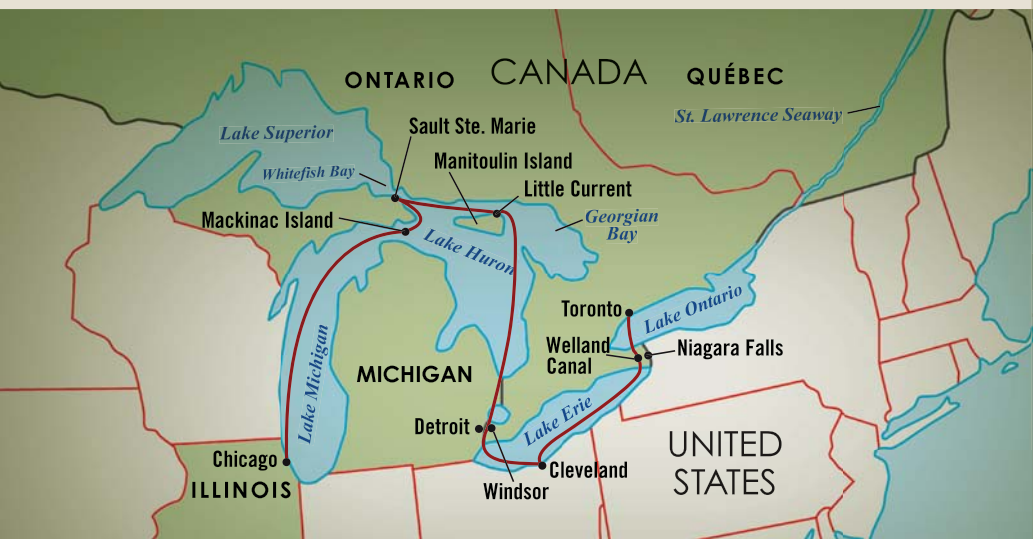 CANADA
ONTARIO
QUÉBEC
St. Lawrence Seaway
Lake Superior
Sault Ste. Marie
Manitoulin Island
Whitefish Bay
Little Current
Mackinac Island
Georgian
Bay
Lake Huron
Toronto
Lake Ontario
Welland
Canal
Niagara Falls
Lake Michigan
MICHIGAN
Detroit
Lake Erie
UNITED
STATES
Chicago
ILLINOIS
Cleveland
Windsor